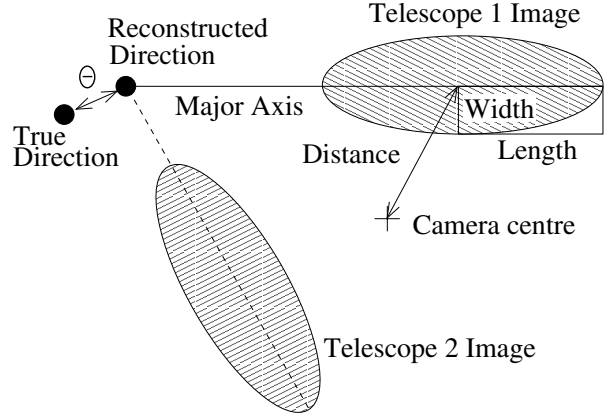 Telescope 1 Image
Reconstructed
Direction
Θ
Major Axis
Width
True
Direction
Distance
Length
Camera centre
Telescope 2 Image